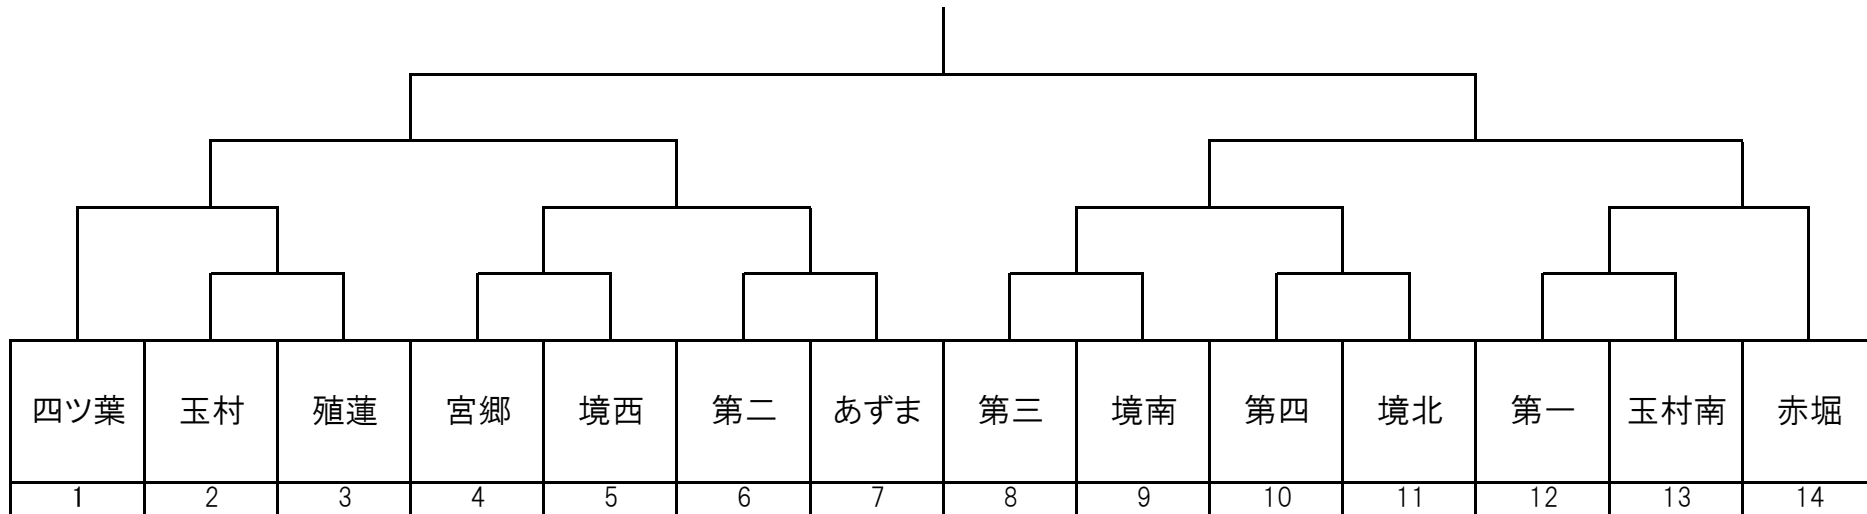 四ツ葉 玉村 殖蓮 宮郷 境西 第二 あずま 第三 境南 第四 境北 第一 玉村南 赤堀
1 2 3 4 5 6 7 8 9 10 11 12 13 14